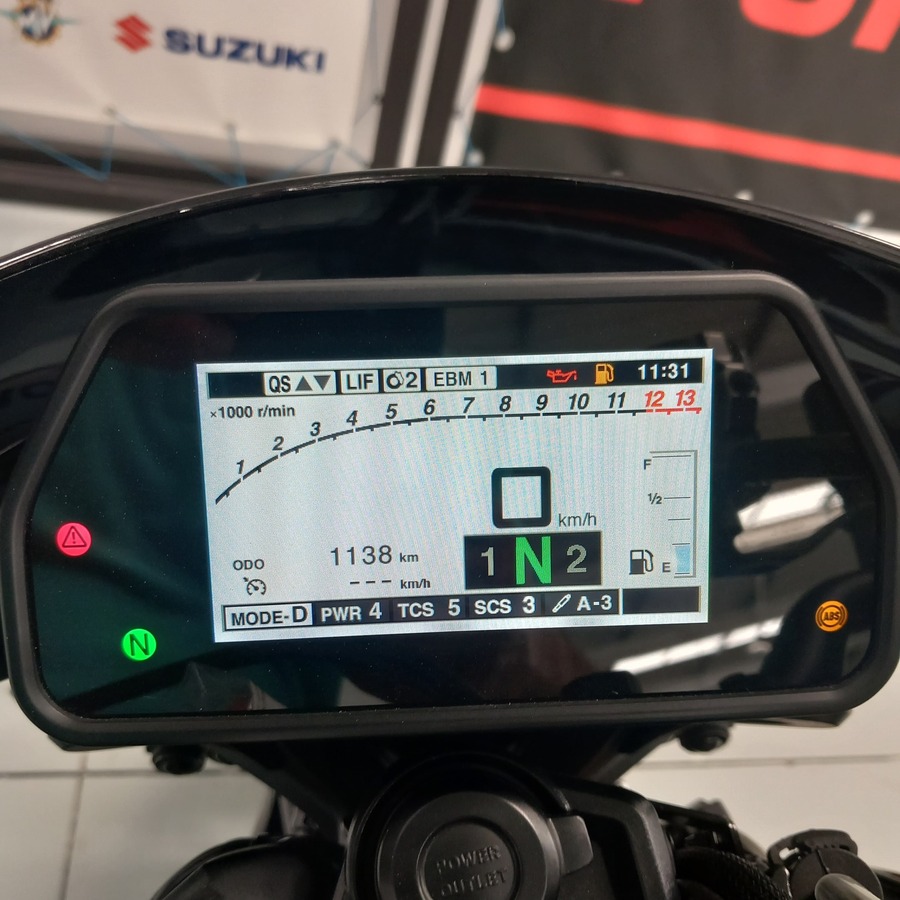 SUZUKI
QS LIF 2 EBM 1 11:31
×1000 r/min
1 2 3 4 5 6 7 8 9 10 11 12 13
F
1/2
E
0 km/h
1 N 2
ODO 1138 km
--- km/h
MODE-D PWR 4 TCS 5 SCS 3 A-3
N
ABS
POWER
OUTLET